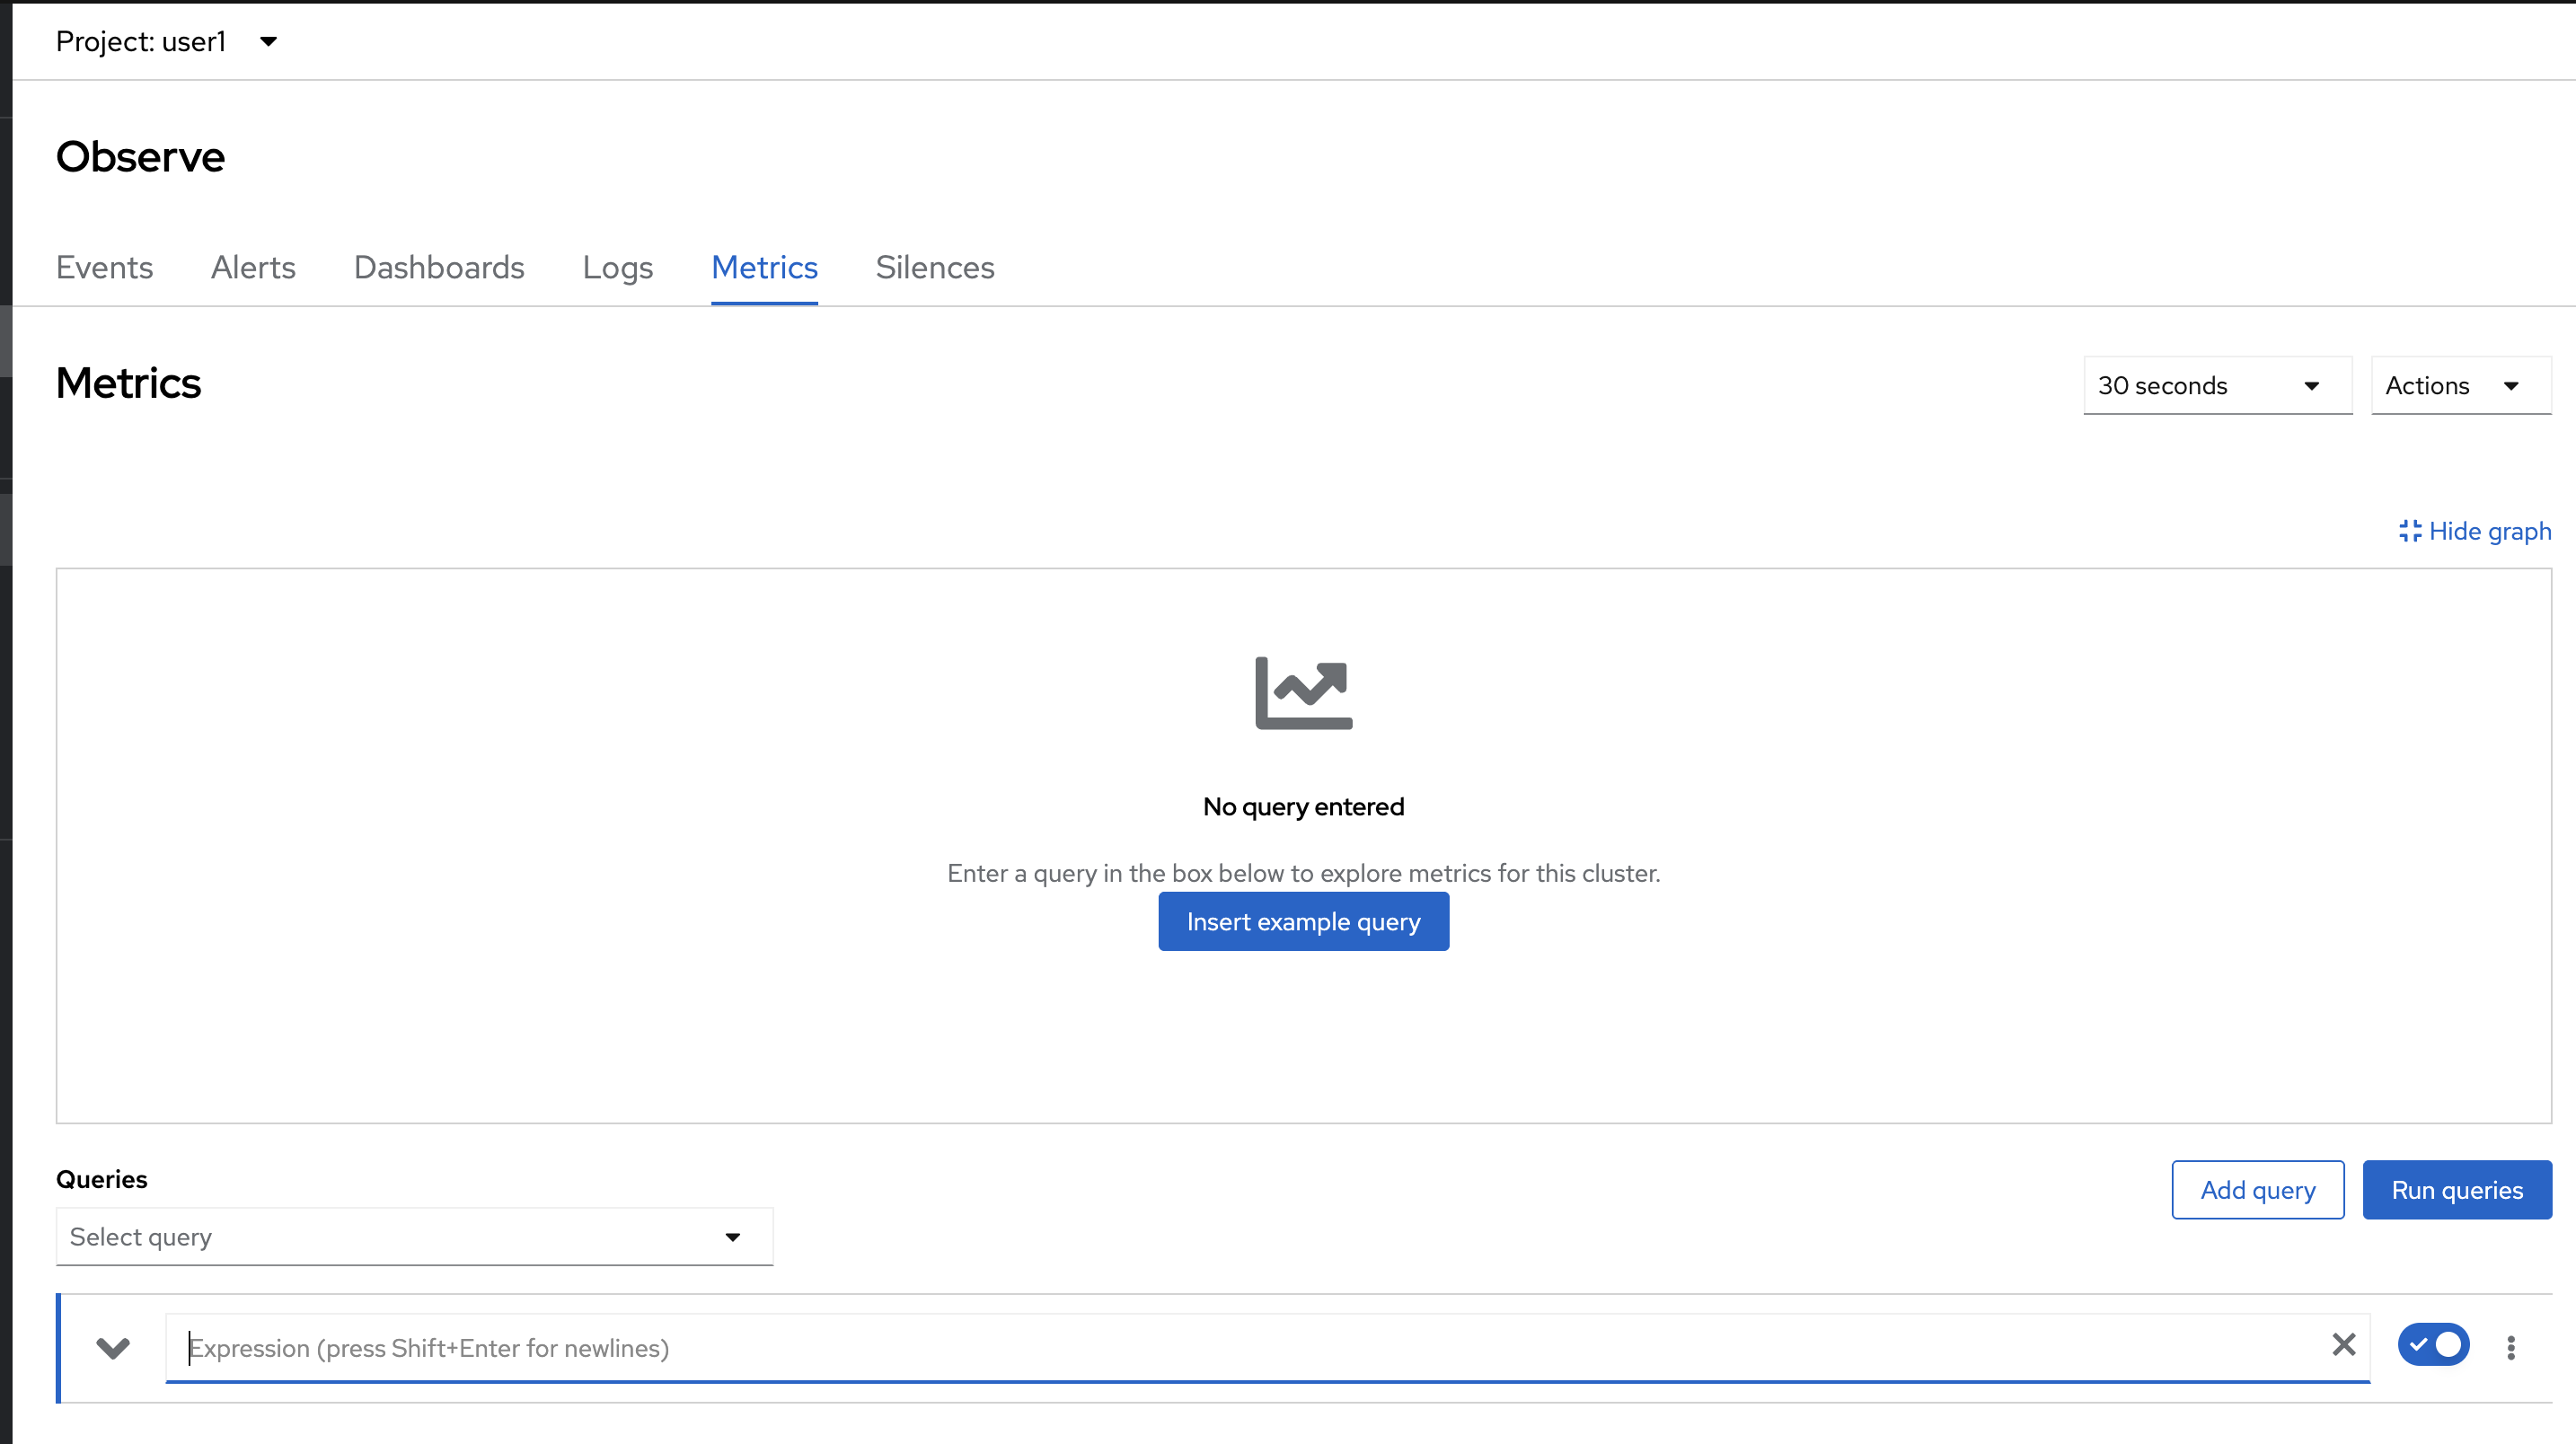 Project: user1
Observe
Events Alerts Dashboards Logs Metrics Silences
Metrics
30 seconds
Actions
Hide graph
No query entered
Enter a query in the box below to explore metrics for this cluster.
Insert example query
Queries
Add query
Run queries
Select query
Expression (press Shift+Enter for newlines)